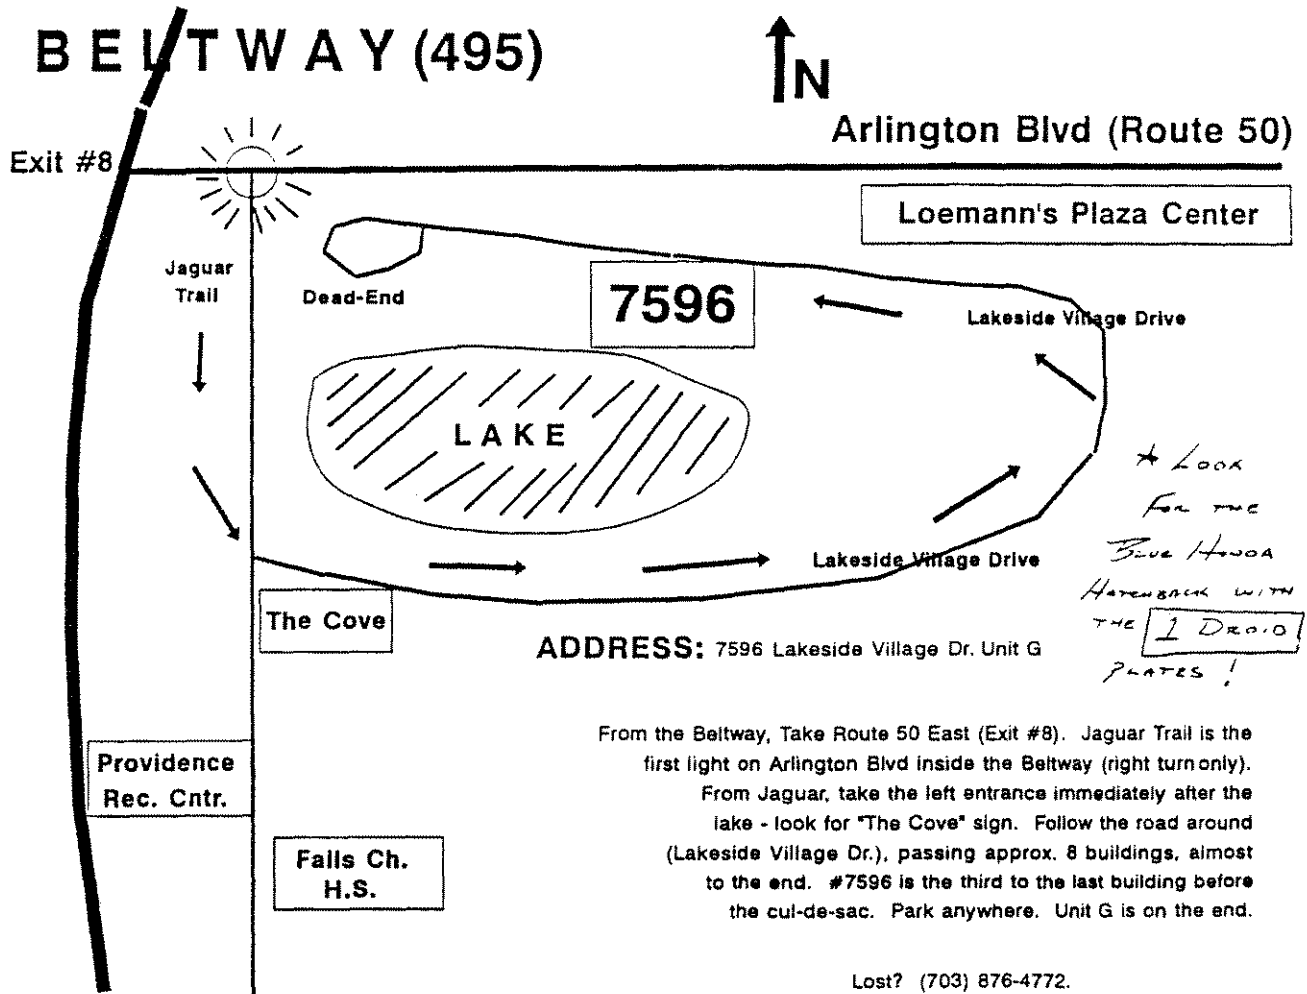 BELTWAY (495)
N
Arlington Blvd (Route 50)
Exit #8
Loemann's Plaza Center
Jaguar
Trail
Dead-End
7596
Lakeside Village Drive
LAKE
* LOOK
FOR THE
BLUE HONDA
HATCHBACK WITH
THE 1 DROID
PLATES!
Lakeside Village Drive
The Cove
ADDRESS: 7596 Lakeside Village Dr. Unit G
From the Beltway, Take Route 50 East (Exit #8). Jaguar Trail is the
first light on Arlington Blvd inside the Beltway (right turn only).
From Jaguar, take the left entrance immediately after the
lake - look for "The Cove" sign. Follow the road around
(Lakeside Village Dr.), passing approx. 8 buildings, almost
to the end. #7596 is the third to the last building before
the cul-de-sac. Park anywhere. Unit G is on the end.
Providence
Rec. Cntr.
Falls Ch.
H.S.
Lost? (703) 876-4772.